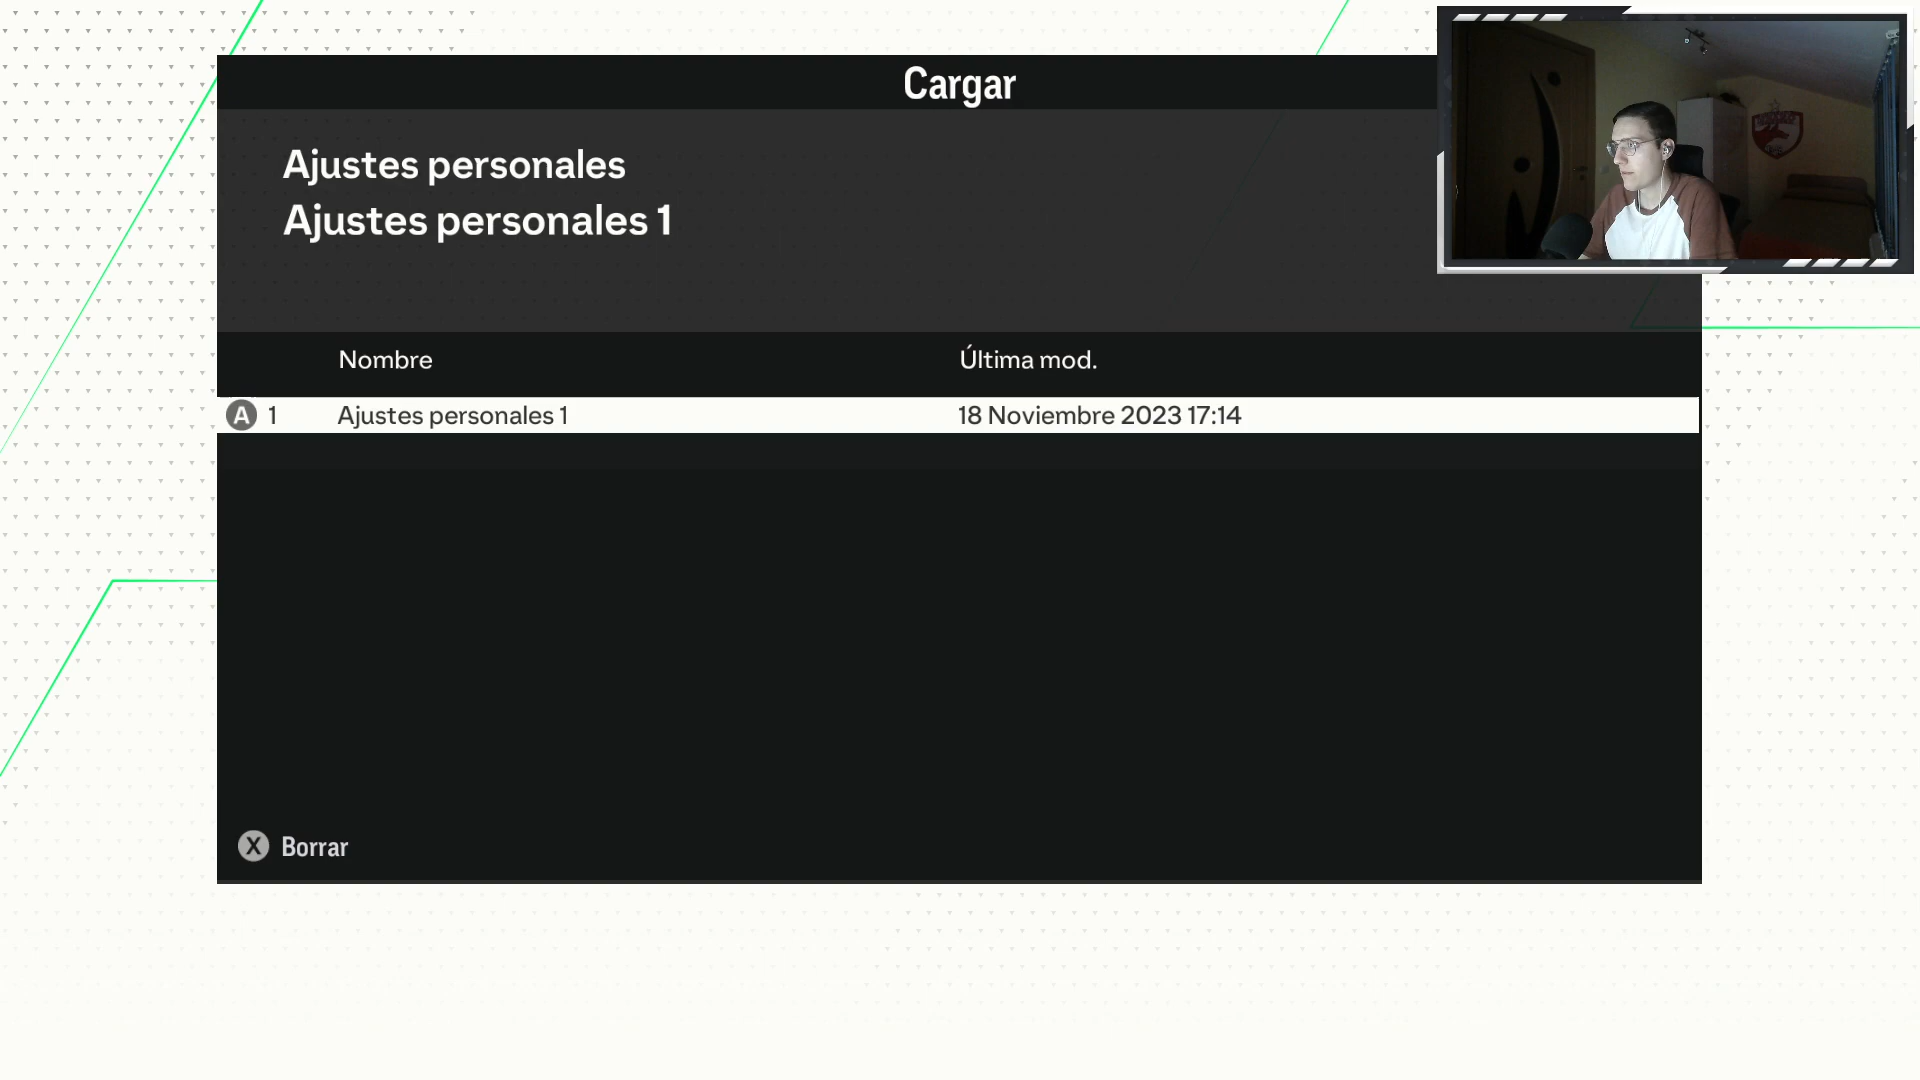 Cargar
Ajustes personales
Ajustes personales 1
Nombre Última mod.
A 1 Ajustes personales 1 18 Noviembre 2023 17:14
X Borrar